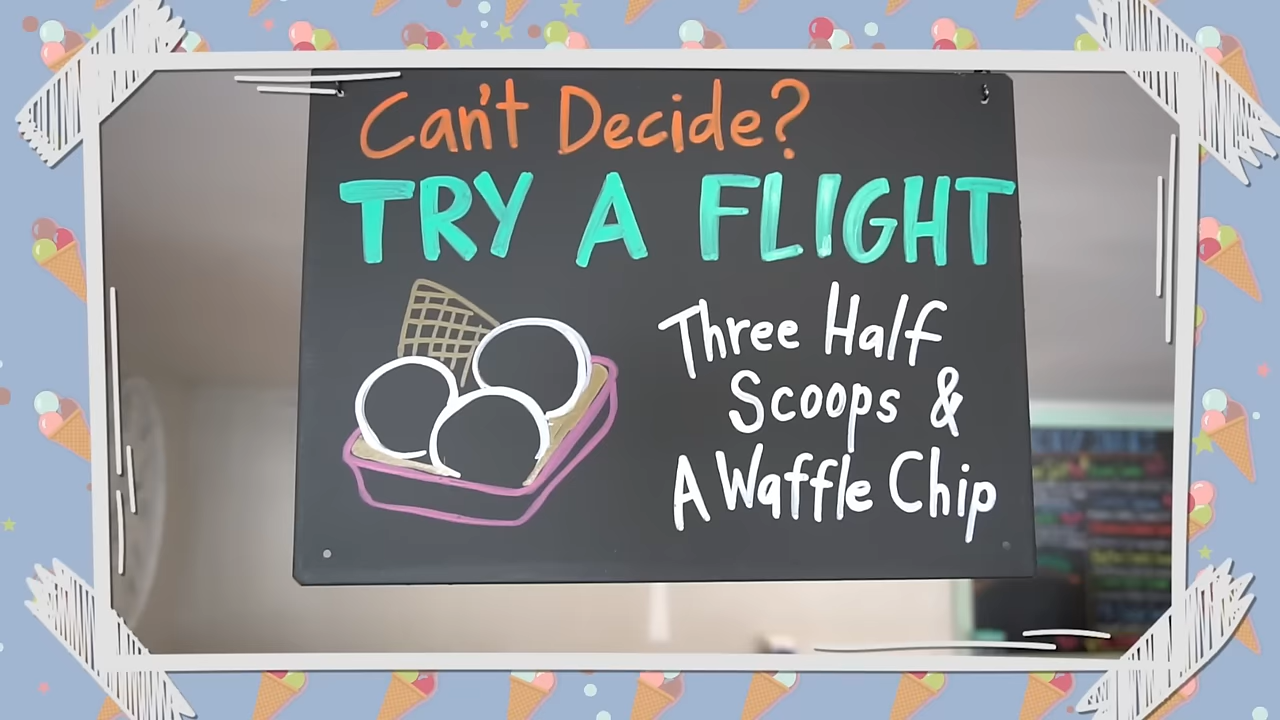 Can't Decide?
TRY A FLIGHT
Three Half
Scoops &
A Waffle Chip